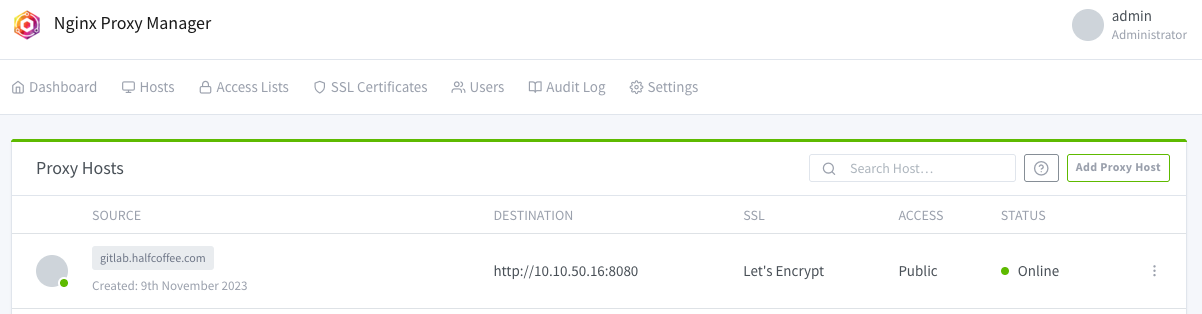 Nginx Proxy Manager
admin
Administrator
Dashboard Hosts Access Lists SSL Certificates Users Audit Log Settings
Proxy Hosts Search Host... Add Proxy Host
SOURCE DESTINATION SSL ACCESS STATUS
gitlab.halfcoffee.com
http://10.10.50.16:8080 Let's Encrypt Public Online
Created: 9th November 2023